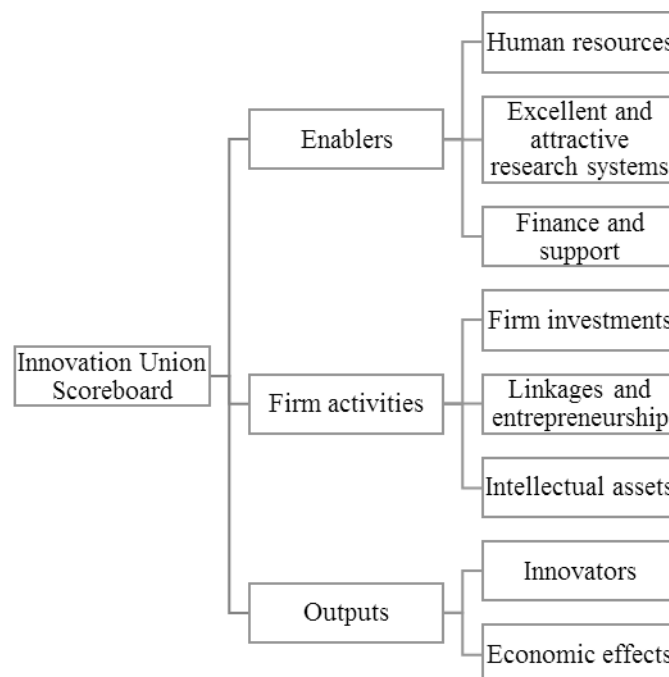 Innovation Union
Scoreboard
Enablers
Human resources
Excellent and
attractive
research systems
Finance and
support
Firm activities
Firm investments
Linkages and
entrepreneurship
Intellectual assets
Outputs
Innovators
Economic effects